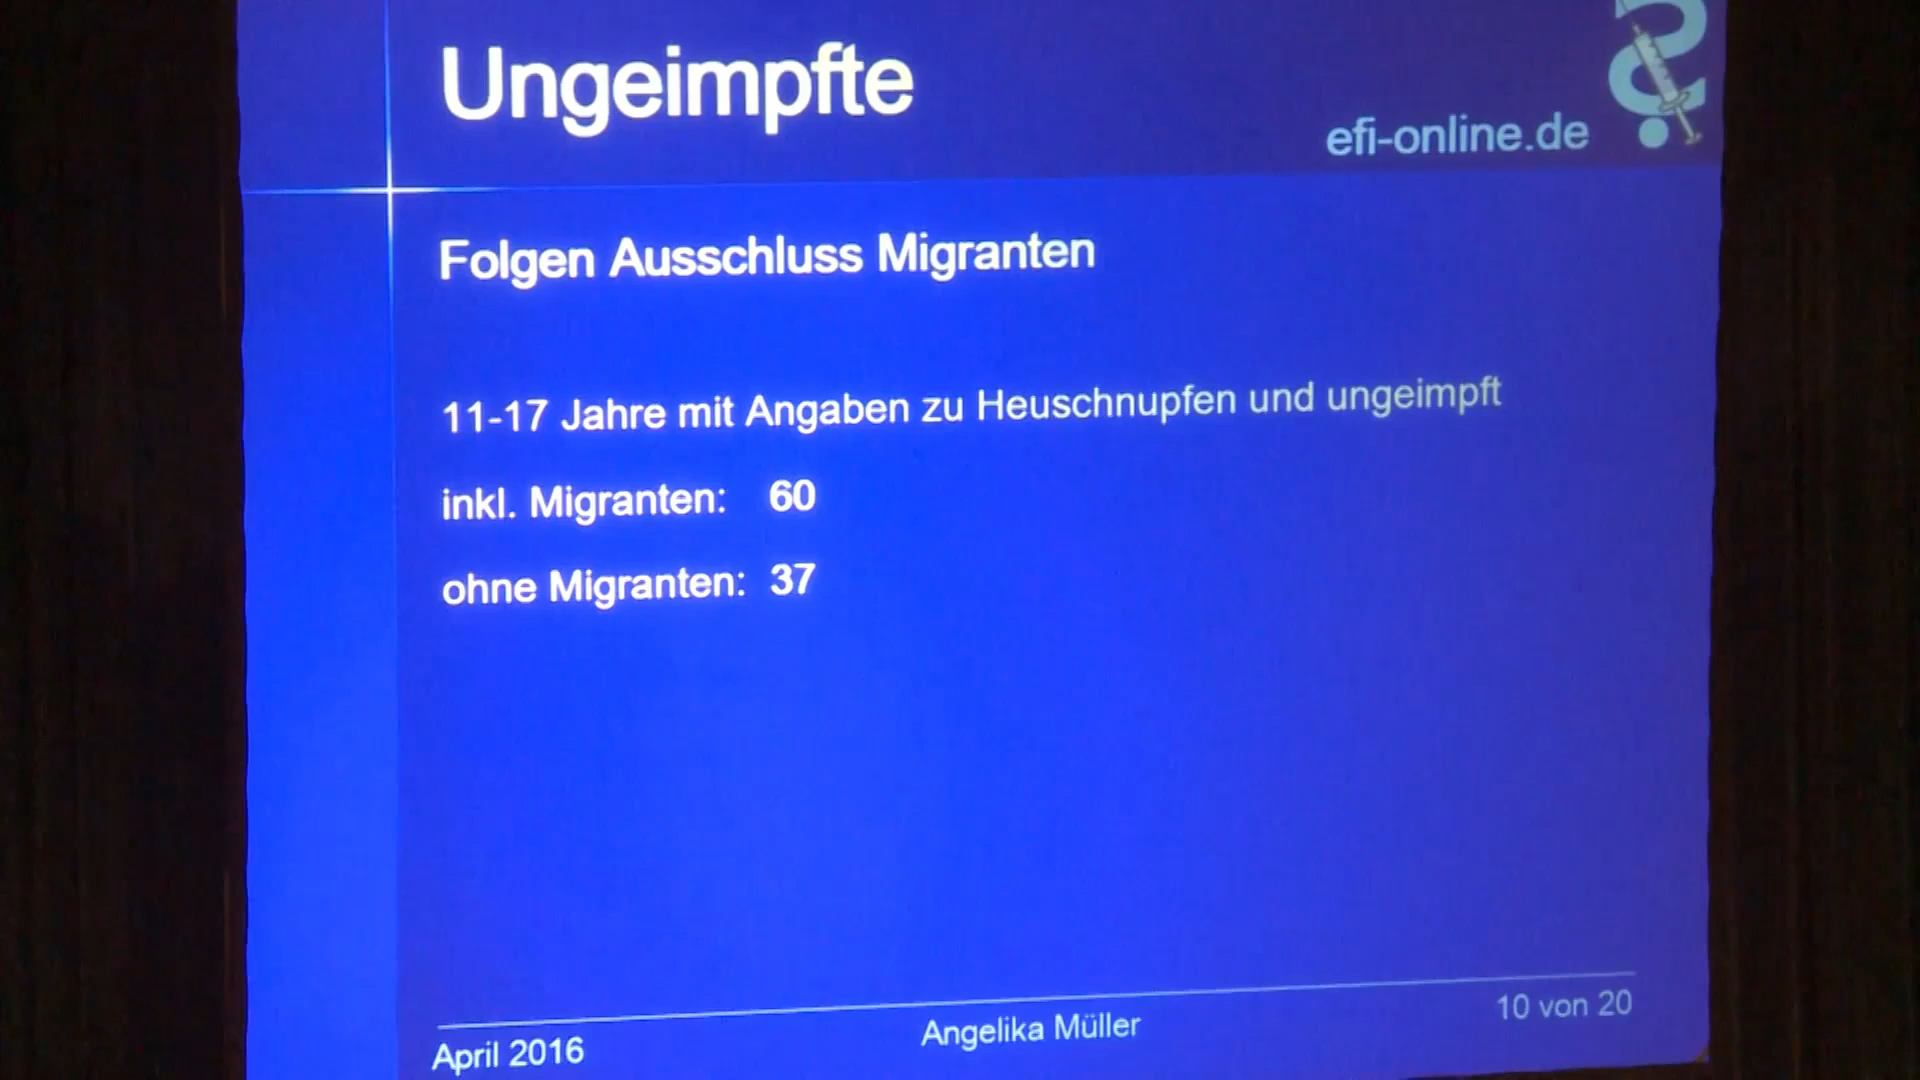 Ungeimpfte
efi-online.de
Folgen Ausschluss Migranten
11-17 Jahre mit Angaben zu Heuschnupfen und ungeimpft
inkl. Migranten: 60
ohne Migranten: 37
April 2016
Angelika Müller
10 von 20